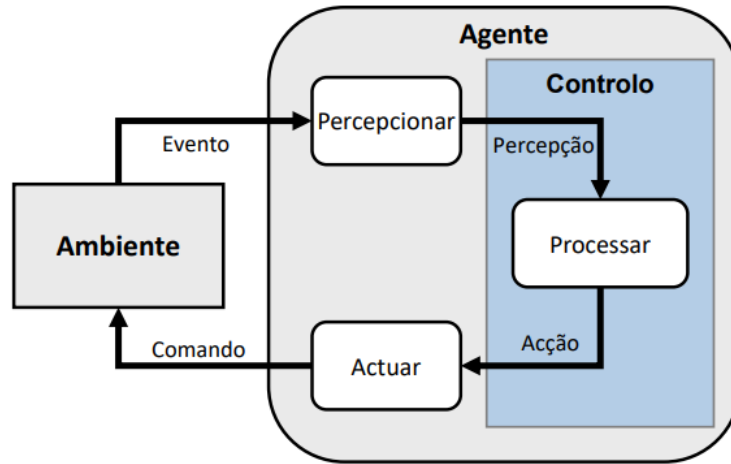 Agente
Controlo
Percepcionar
Evento
Percepção
Ambiente
Processar
Comando
Actuar
Acção